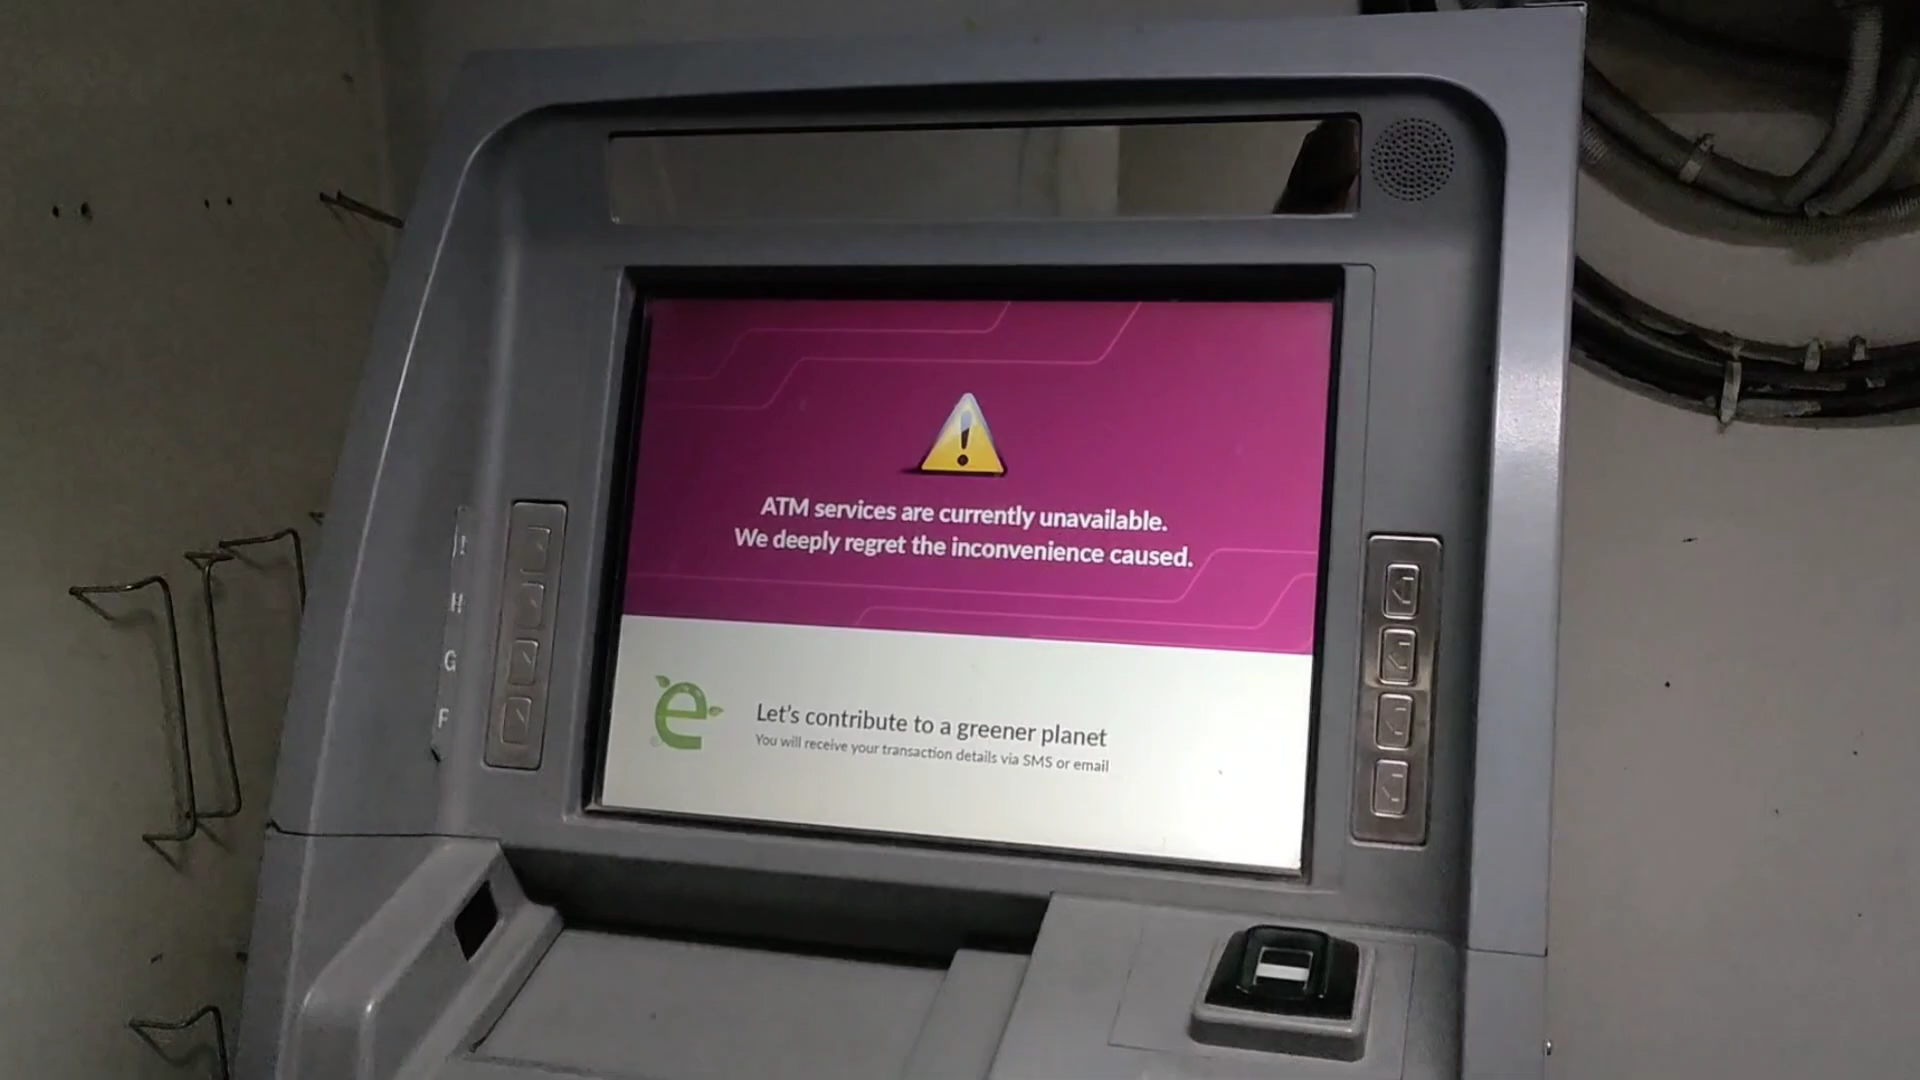 ATM services are currently unavailable.
We deeply regret the inconvenience caused.
H
G
F
e
Let's contribute to a greener planet
You will receive your transaction details via SMS or email